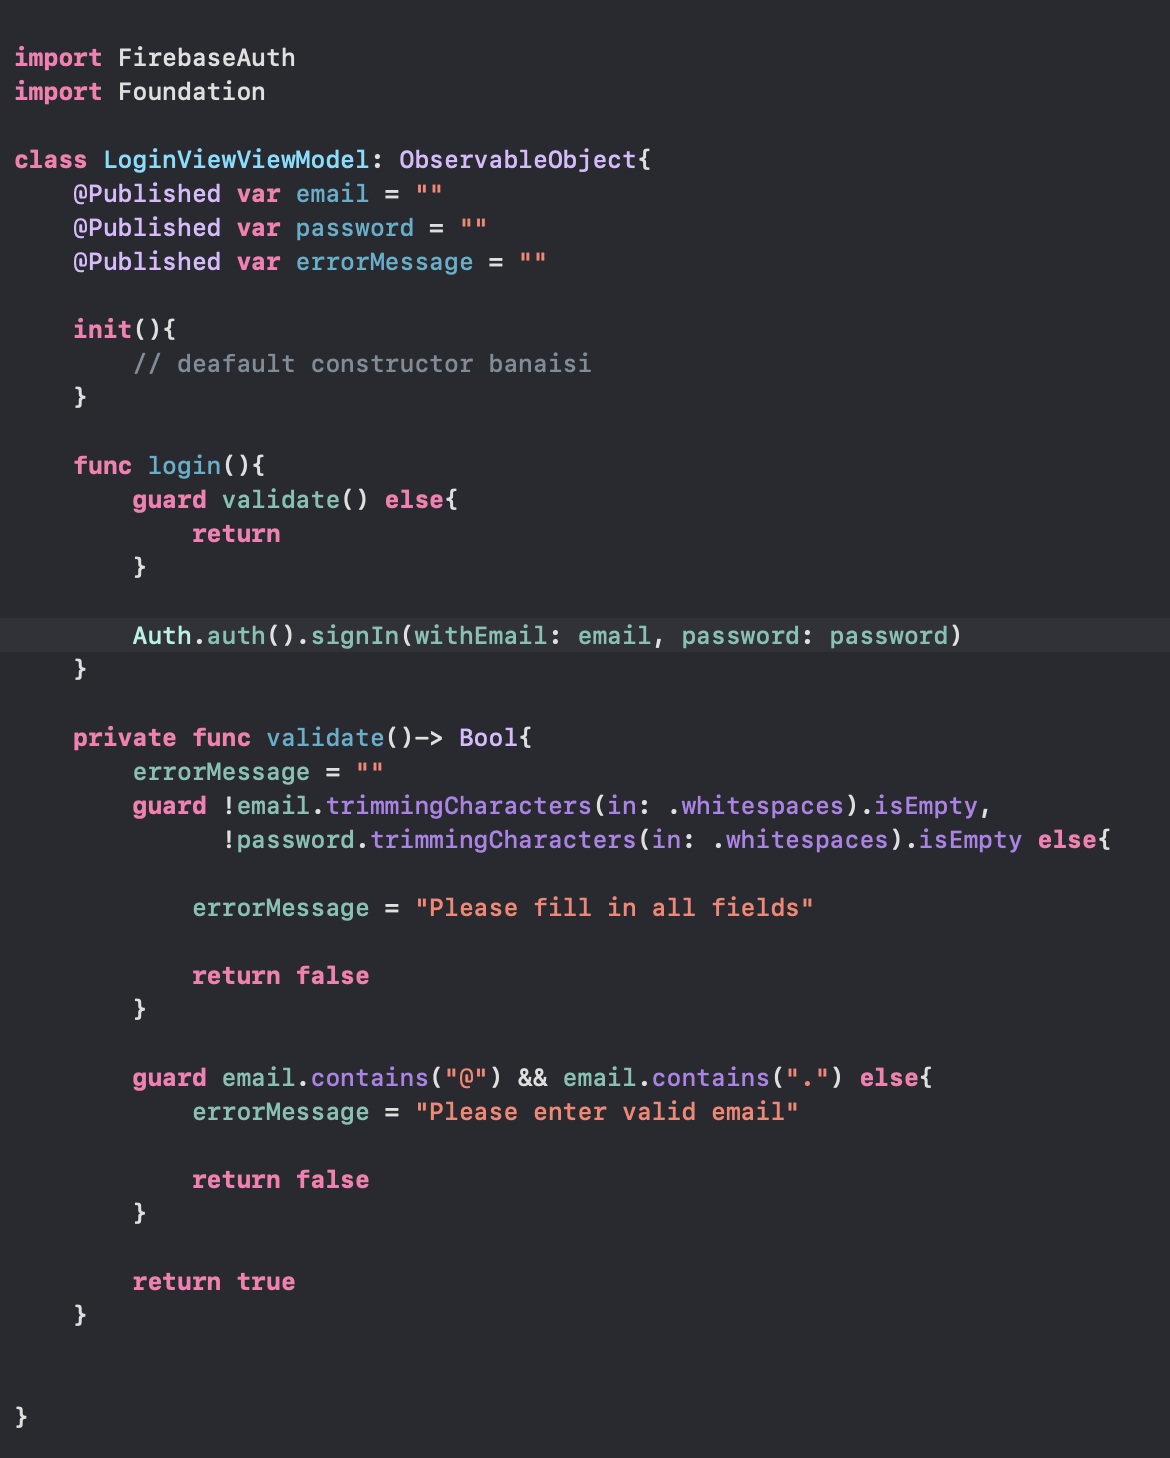 import FirebaseAuth
import Foundation
class LoginViewViewModel: ObservableObject{
@Published var email = ""
@Published var password = ""
@Published var errorMessage = ""
init(){
// deafault constructor banaisi
}
func login(){
guard validate() else{
return
}
Auth.auth().signIn(withEmail: email, password: password)
}
private func validate()-> Bool{
errorMessage = ""
guard !email.trimmingCharacters(in: .whitespaces).isEmpty,
!password.trimmingCharacters(in: .whitespaces).isEmpty else{
errorMessage = "Please fill in all fields"
return false
}
guard email.contains("@") && email.contains(".") else{
errorMessage = "Please enter valid email"
return false
}
return true
}
}